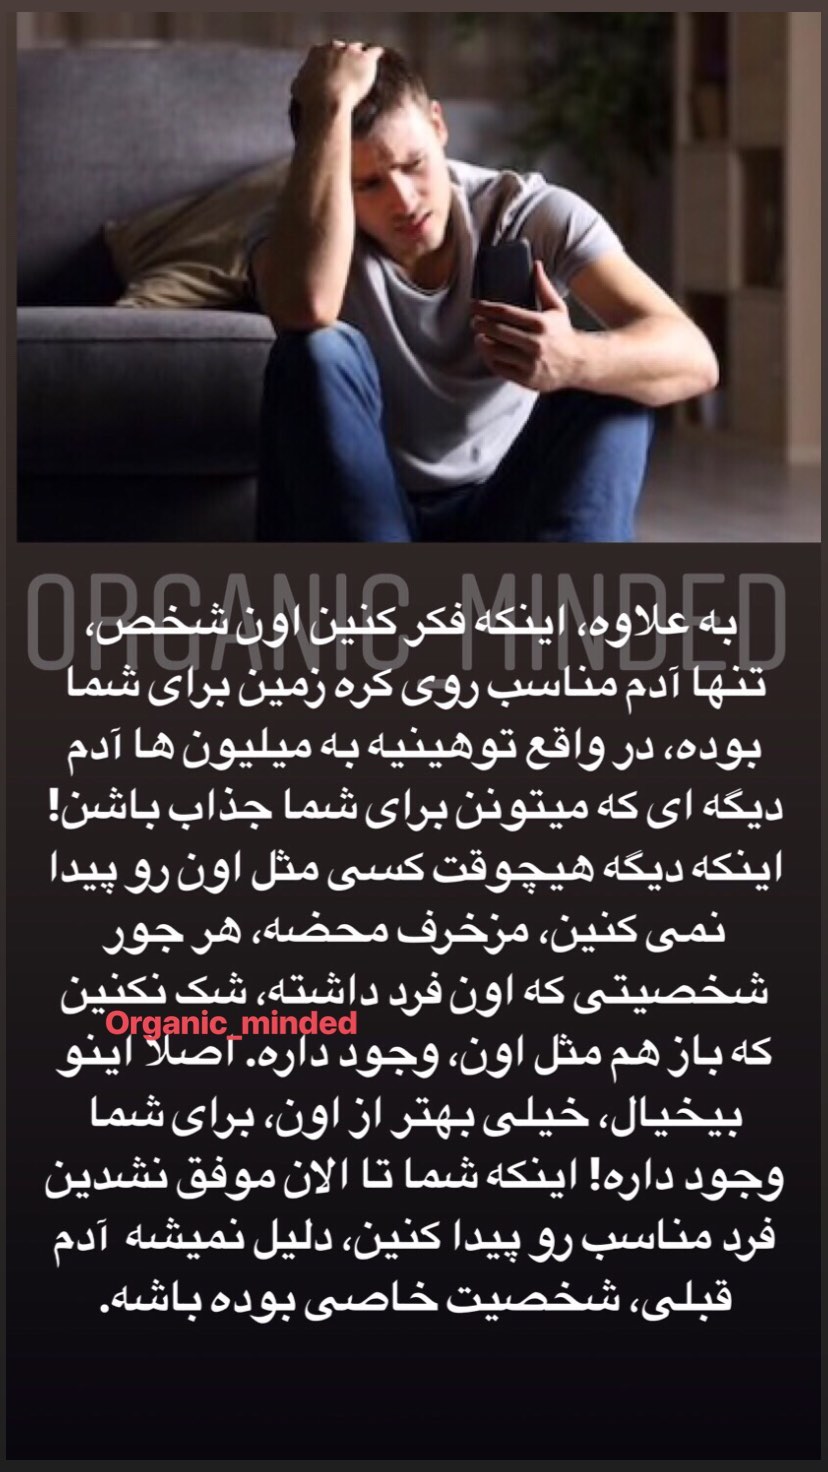 ORGANIC_MINDED
به علاوه، اینکه فکر کنین اون شخص،
تنها آدم مناسب روی کره زمین برای شما
بوده، در واقع توهینیه به میلیون ها آدم
دیگه ای که میتونن برای شما جذاب باشن!
اینکه دیگه هیچوقت کسی مثل اون رو پیدا
نمی کنین، مزخرف محضه، هر جور
شخصیتی که اون فرد داشته، شک نکنین
Organic_minded
که باز هم مثل اون، وجود داره. اصلا اینو
بیخیال، خیلی بهتر از اون، برای شما
وجود داره! اینکه شما تا الان موفق نشدین
فرد مناسب رو پیدا کنین، دلیل نمیشه آدم
قبلی، شخصیت خاصی بوده باشه.